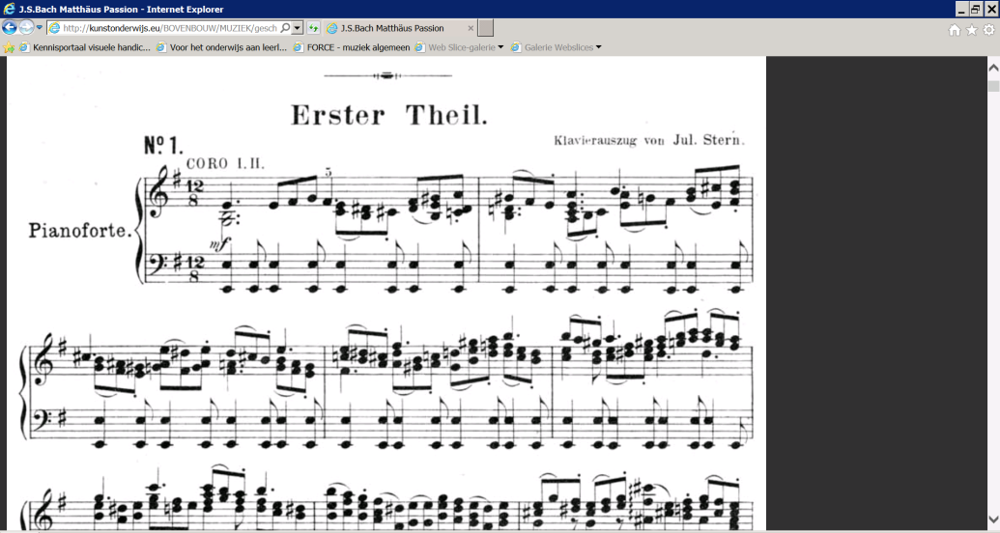 J.S.Bach Matthäus Passion - Internet Explorer
http://kunstonderwijs.eu/BOVENBOUW/MUZIEK/gesch
J.S.Bach Matthäus Passion
Kennisportaal visuele handic...
Voor het onderwijs aan leerl...
FORCE - muziek algemeen
Web Slice-galerie
Galerie Webslices
Erster Theil.
Nº 1.
Klavierauszug von Jul. Stern.
CORO I. II.
12
8
5
Pianoforte.
mf
12
8